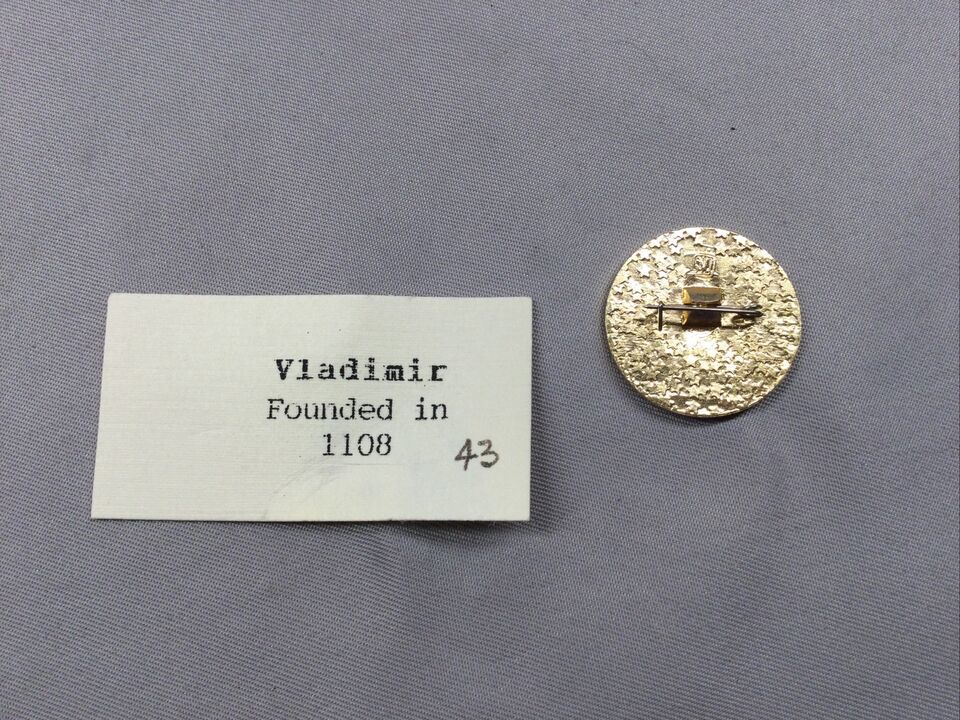 Vladimir
Founded in
1108
43